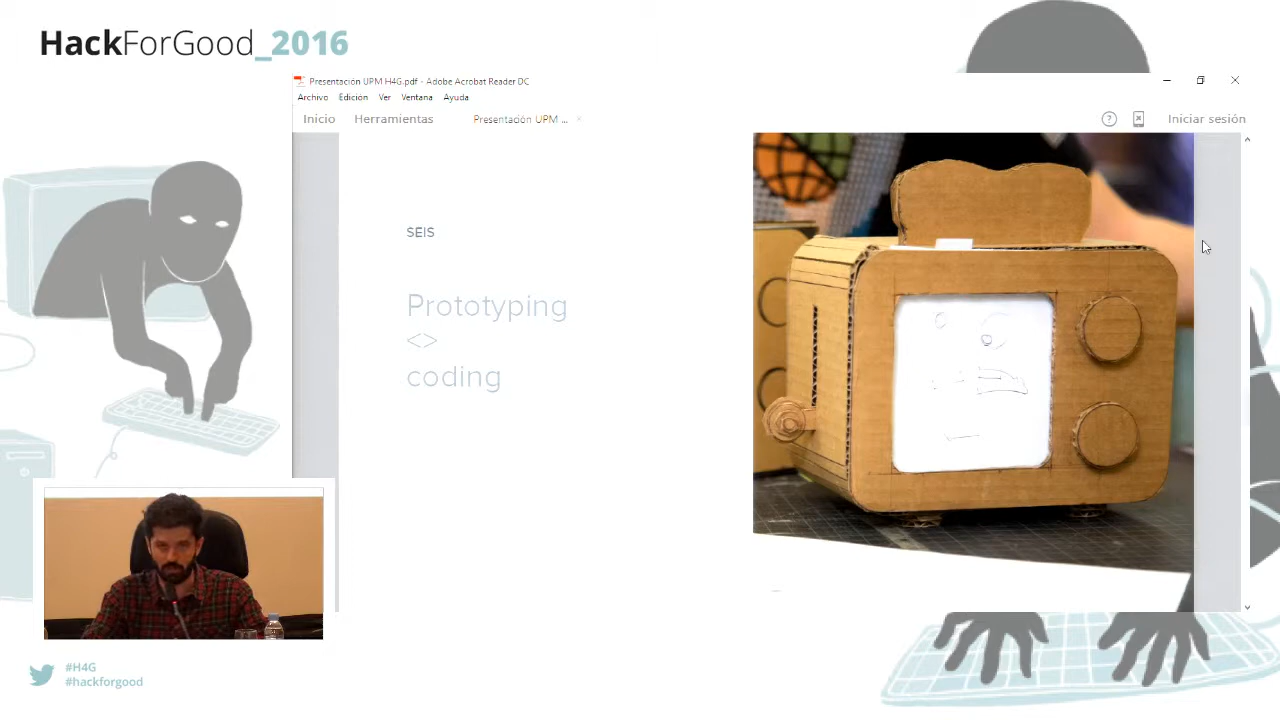 HackForGood_2016
Presentación UPM H4G.pdf - Adobe Acrobat Reader DC
Archivo Edición Ver Ventana Ayuda
Inicio Herramientas Presentación UPM ... Iniciar sesión
SEIS
Prototyping
<>
coding
#H4G
#hackforgood